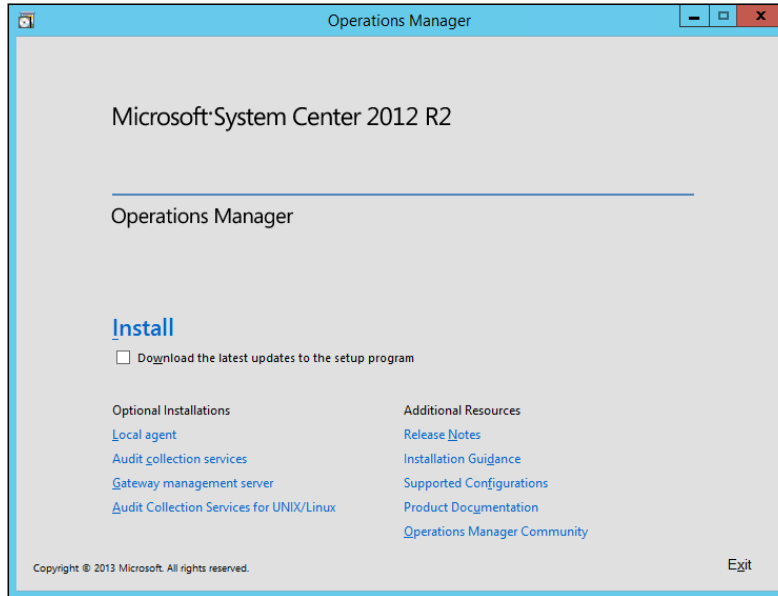 Operations Manager
Microsoft System Center 2012 R2
Operations Manager
Install
Download the latest updates to the setup program
Optional Installations
Local agent
Audit collection services
Gateway management server
Audit Collection Services for UNIX/Linux
Additional Resources
Release Notes
Installation Guidance
Supported Configurations
Product Documentation
Operations Manager Community
Copyright © 2013 Microsoft. All rights reserved.
Exit